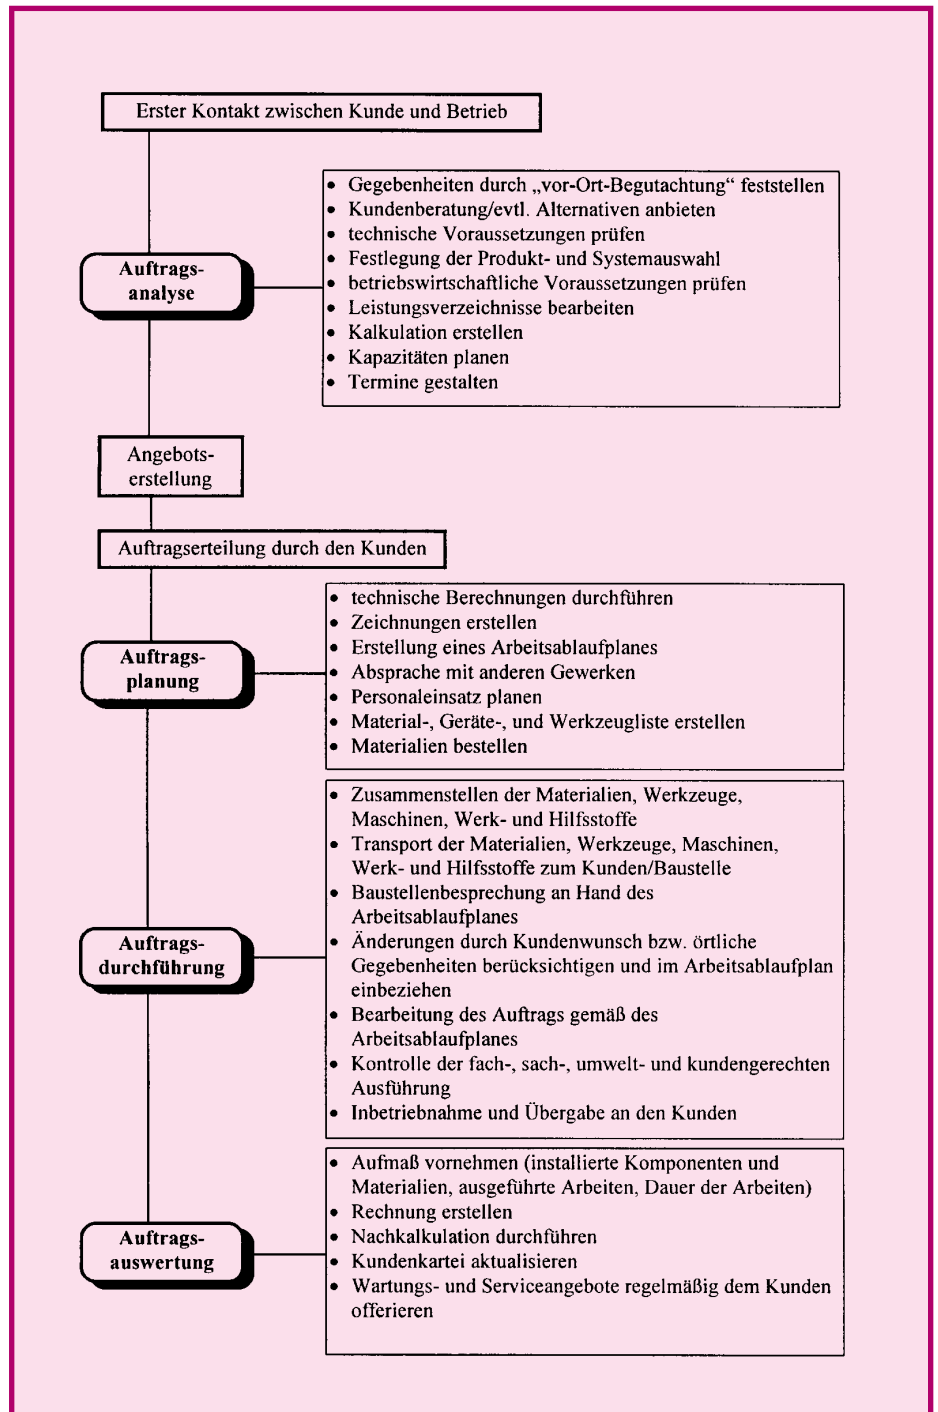 Erster Kontakt zwischen Kunde und Betrieb
Auftrags-
analyse
• Gegebenheiten durch „vor-Ort-Begutachtung“ feststellen
• Kundenberatung/evtl. Alternativen anbieten
• technische Voraussetzungen prüfen
• Festlegung der Produkt- und Systemauswahl
• betriebswirtschaftliche Voraussetzungen prüfen
• Leistungsverzeichnisse bearbeiten
• Kalkulation erstellen
• Kapazitäten planen
• Termine gestalten
Angebots-
erstellung
Auftragserteilung durch den Kunden
Auftrags-
planung
• technische Berechnungen durchführen
• Zeichnungen erstellen
• Erstellung eines Arbeitsablaufplanes
• Absprache mit anderen Gewerken
• Personaleinsatz planen
• Material-, Geräte-, und Werkzeugliste erstellen
• Materialien bestellen
Auftrags-
durchführung
• Zusammenstellen der Materialien, Werkzeuge,
Maschinen, Werk- und Hilfsstoffe
• Transport der Materialien, Werkzeuge, Maschinen,
Werk- und Hilfsstoffe zum Kunden/Baustelle
• Baustellenbesprechung an Hand des
Arbeitsablaufplanes
• Änderungen durch Kundenwunsch bzw. örtliche
Gegebenheiten berücksichtigen und im Arbeitsablaufplan
einbeziehen
• Bearbeitung des Auftrags gemäß des
Arbeitsablaufplanes
• Kontrolle der fach-, sach-, umwelt- und kundengerechten
Ausführung
• Inbetriebnahme und Übergabe an den Kunden
Auftrags-
auswertung
• Aufmaß vornehmen (installierte Komponenten und
Materialien, ausgeführte Arbeiten, Dauer der Arbeiten)
• Rechnung erstellen
• Nachkalkulation durchführen
• Kundenkartei aktualisieren
• Wartungs- und Serviceangebote regelmäßig dem Kunden
offerieren